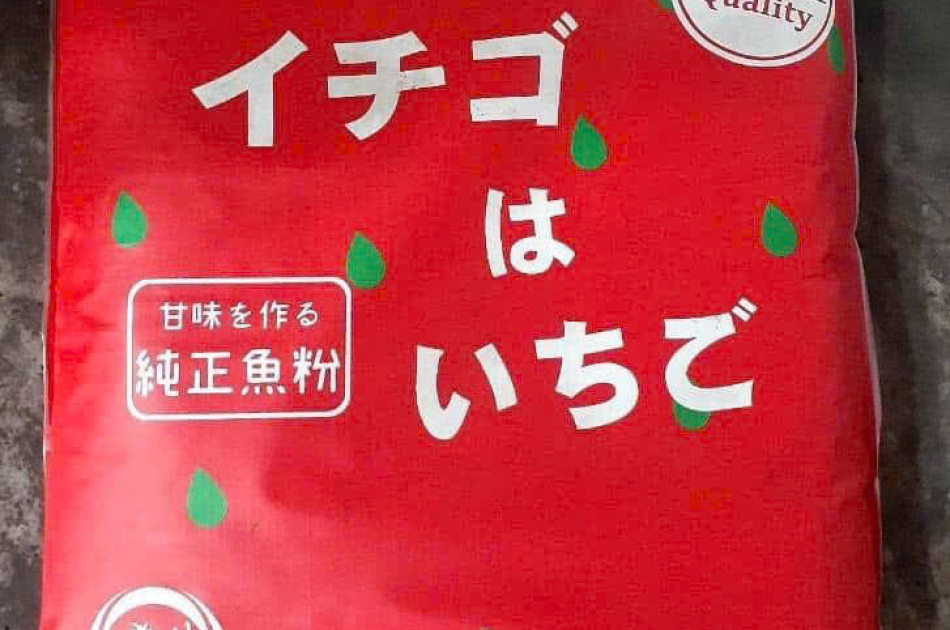 Quality
イチゴ
は
いちご
甘味を作る
純正魚粉